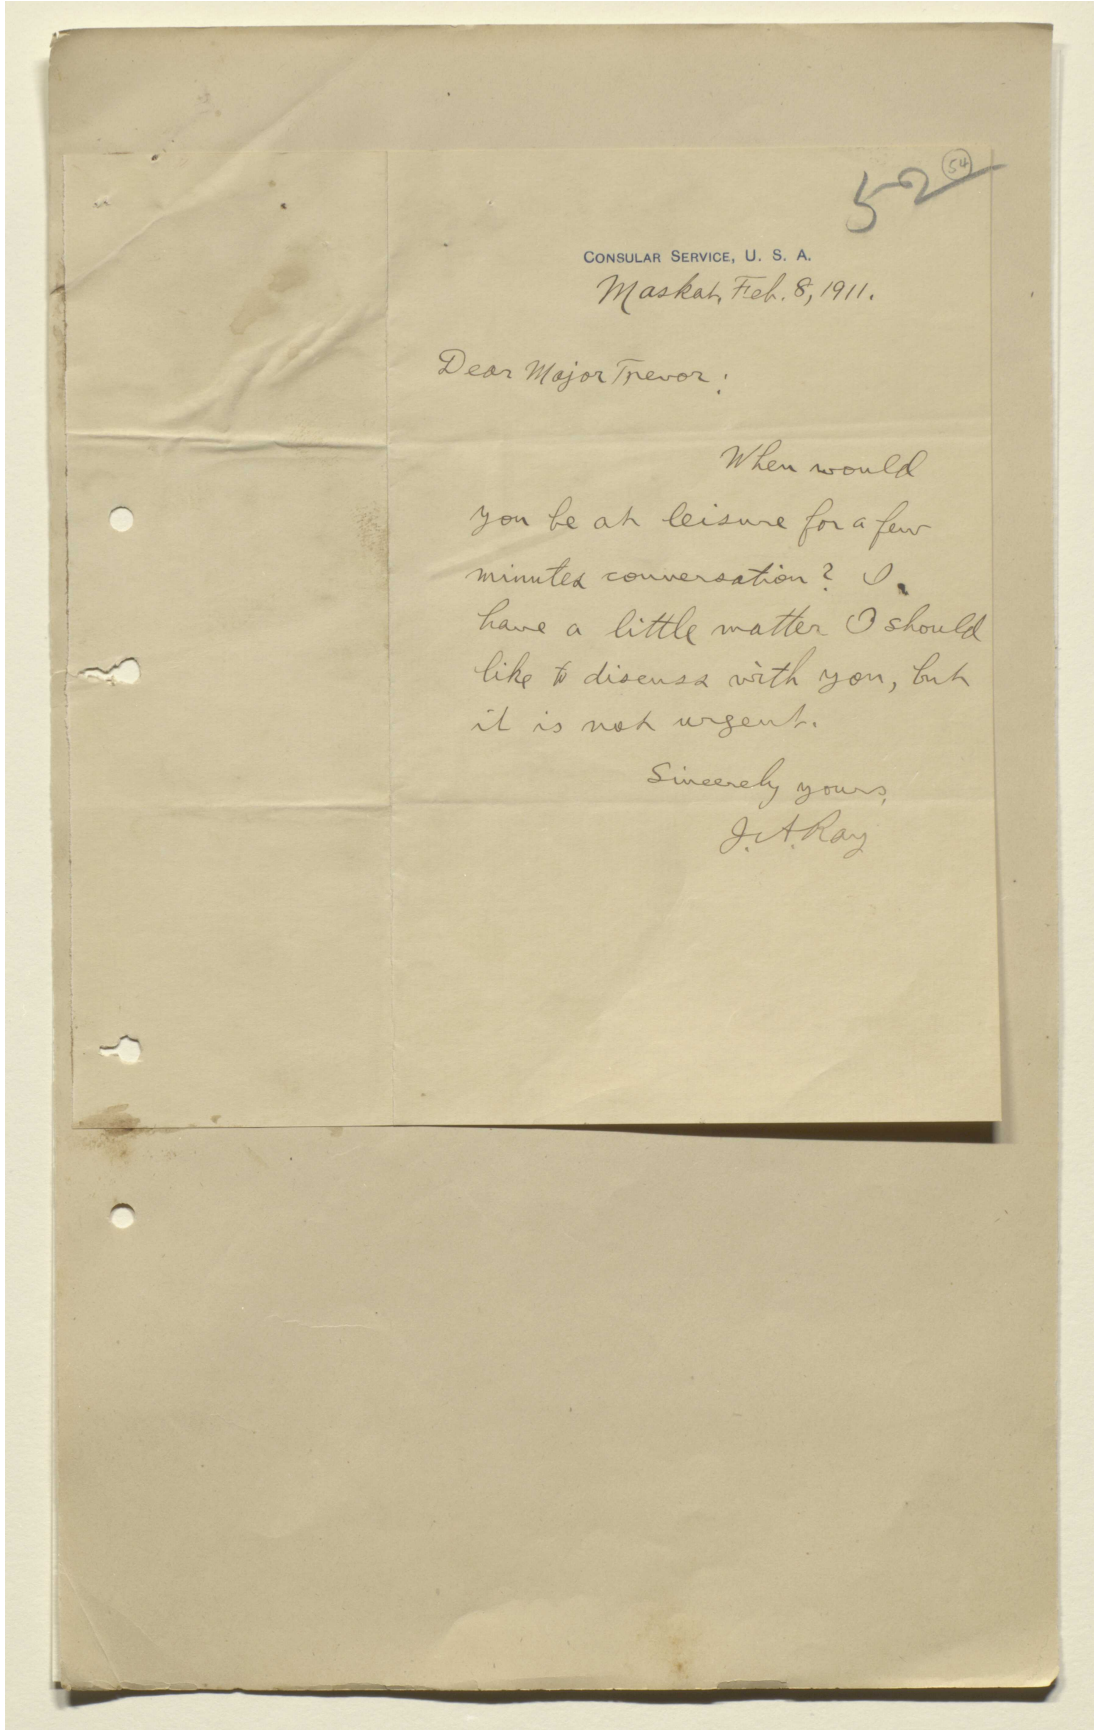 54
52
CONSULAR SERVICE, U. S. A.
Maskat, Feb. 8, 1911.
Dear Major Trevor:
When would
you be at leisure for a few
minutes conversation? I
have a little matter I should
like to discuss with you, but
it is not urgent.
Sincerely yours,
J. A. Ray